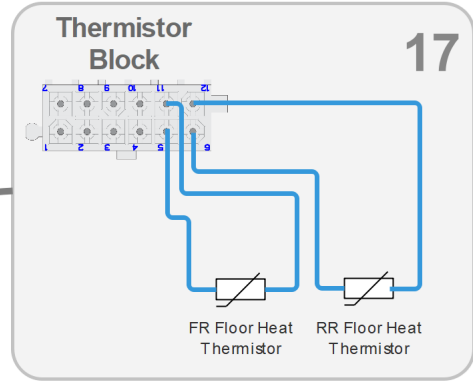 Thermistor
Block
17
7 8 9 10 11 12
1 2 3 4 5 6
FR Floor Heat
Thermistor
RR Floor Heat
Thermistor